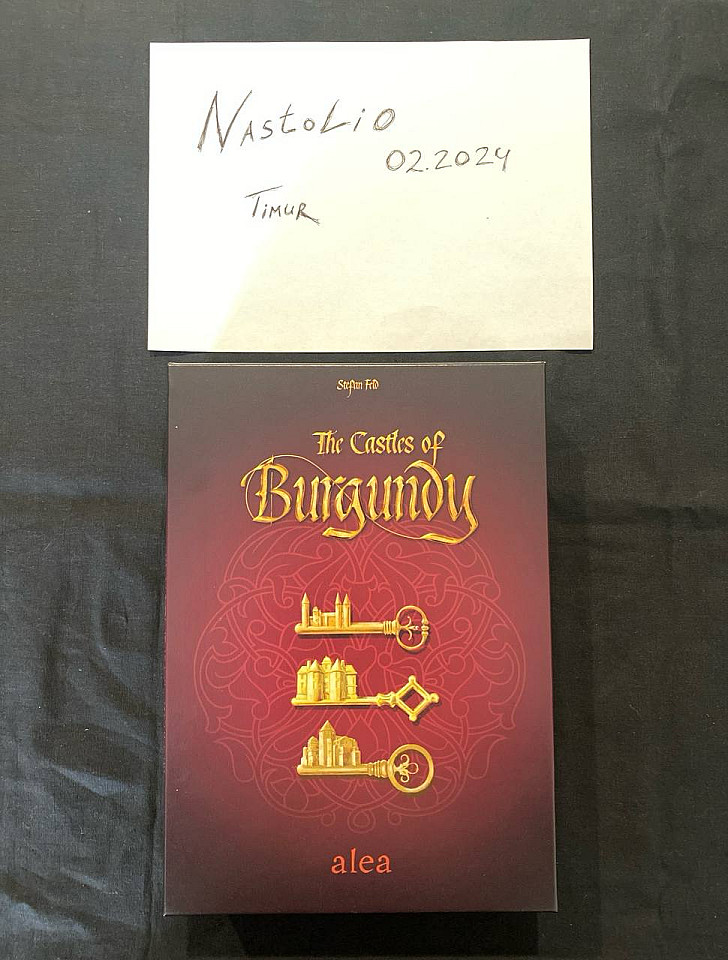 NastoLio
02.2024
Timur
Stefan Feld
The Castles of
Burgundy
alea